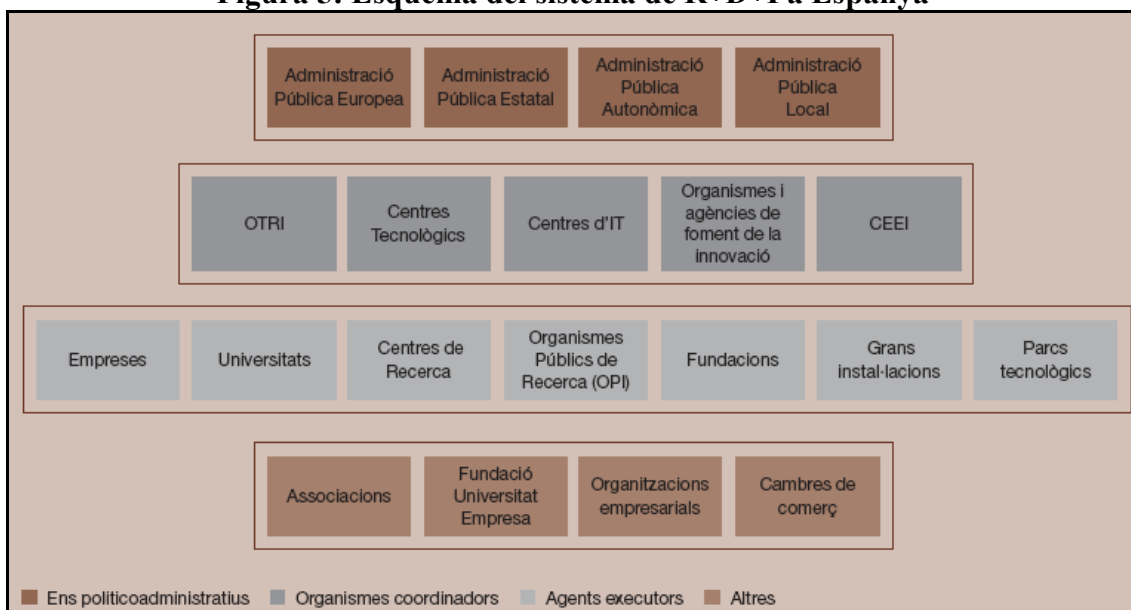 Figura Esquema del sistema de R+D+I a Espanya
Administració
Pública Europea
Administració
Pública Estatal
Administració
Pública
Autonòmica
Administració
Pública
Local
OTRI
Centres
Tecnològics
Centres d'IT
Organismes i
agències de
foment de la
innovació
CEEI
Empreses
Universitats
Centres de
Recerca
Organismes
Públics de
Recerca (OPI)
Fundacions
Grans
instal·lacions
Parcs
tecnològics
Associacions
Fundació
Universitat
Empresa
Organitzacions
empresarials
Cambres de
comerç
Ens politicoadministratius Organismes coordinadors Agents executors Altres